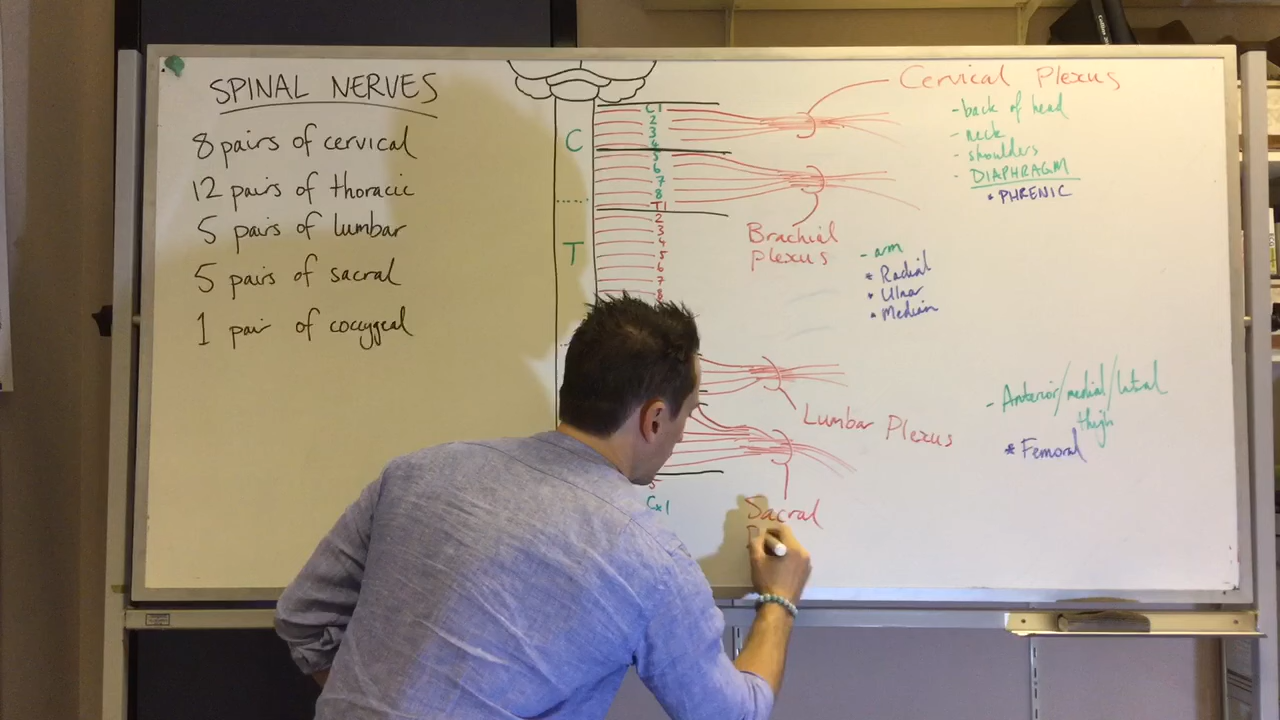 SPINAL NERVES
8 pairs of cervical
12 pairs of thoracic
5 pairs of lumbar
5 pairs of sacral
1 pair of coccygeal
C
T
C1
2
3
4
5
6
7
8
T1
2
3
4
5
6
7
8
5
Cx1
Cervical Plexus
- back of head
- neck
- shoulders
- DIAPHRAGM
* PHRENIC
Brachial
plexus
- arm
* Radial
* Ulnar
* Median
Lumbar Plexus
- Anterior/medial/lateral
thigh
* Femoral
Sacral